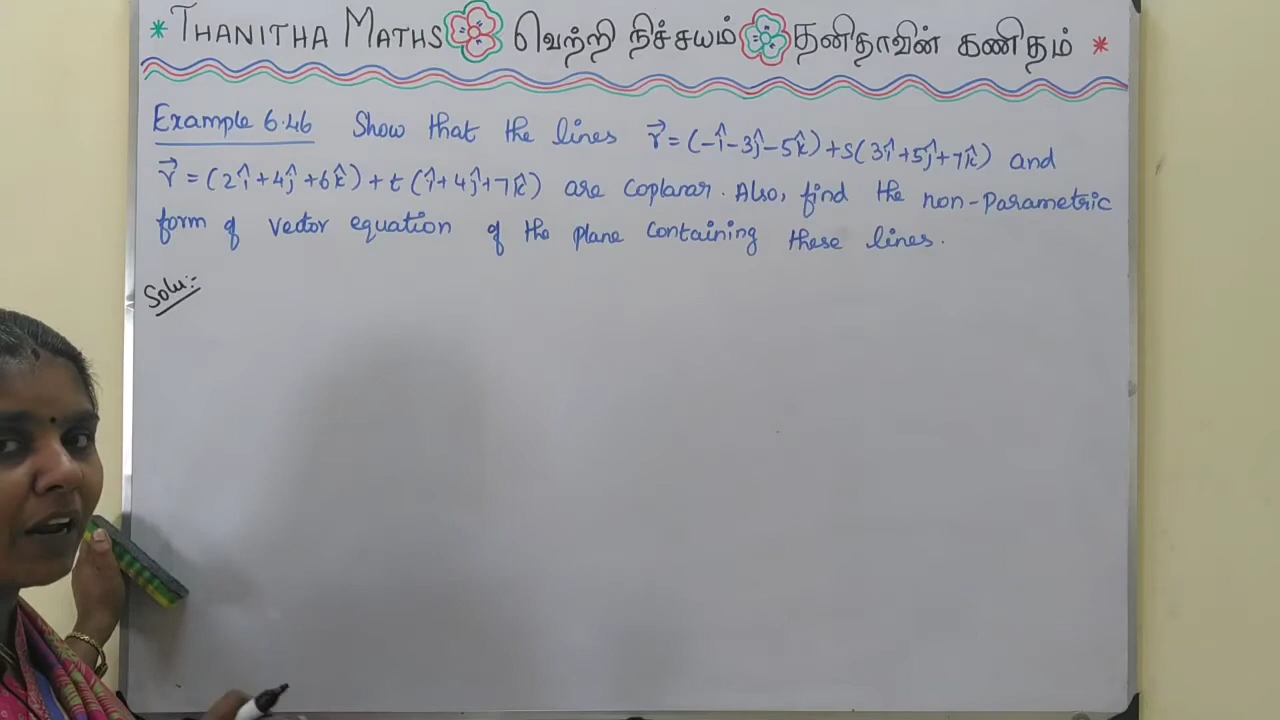 * THANITHA MATHS வெற்றி நிச்சயம் தனிதாவின் கணிதம் *
Example 6.46 Show that the lines r⃗ = (-î-3ĵ-5k̂)+s(3î+5ĵ+7k̂) and
r⃗ = (2î+4ĵ+6k̂)+t(î+4ĵ+7k̂) are coplanar. Also, find the non-Parametric
form of vector equation of the plane containing these lines.
Solu:-